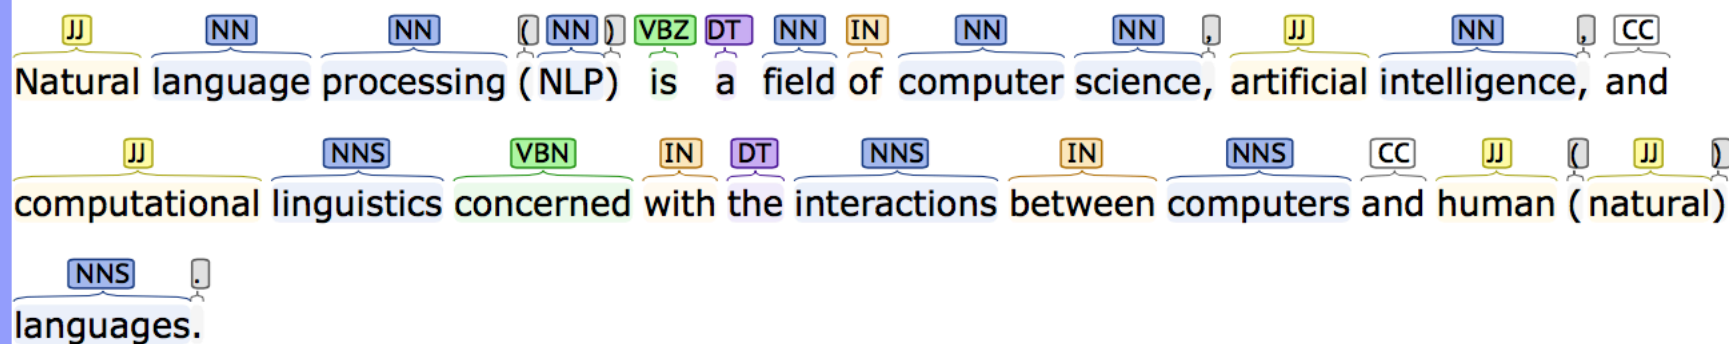 JJ NN NN ( NN ) VBZ DT NN IN NN NN , JJ NN , CC
Natural language processing (NLP) is a field of computer science, artificial intelligence, and
JJ NNS VBN IN DT NNS IN NNS CC JJ ( JJ )
computational linguistics concerned with the interactions between computers and human (natural)
NNS .
languages.